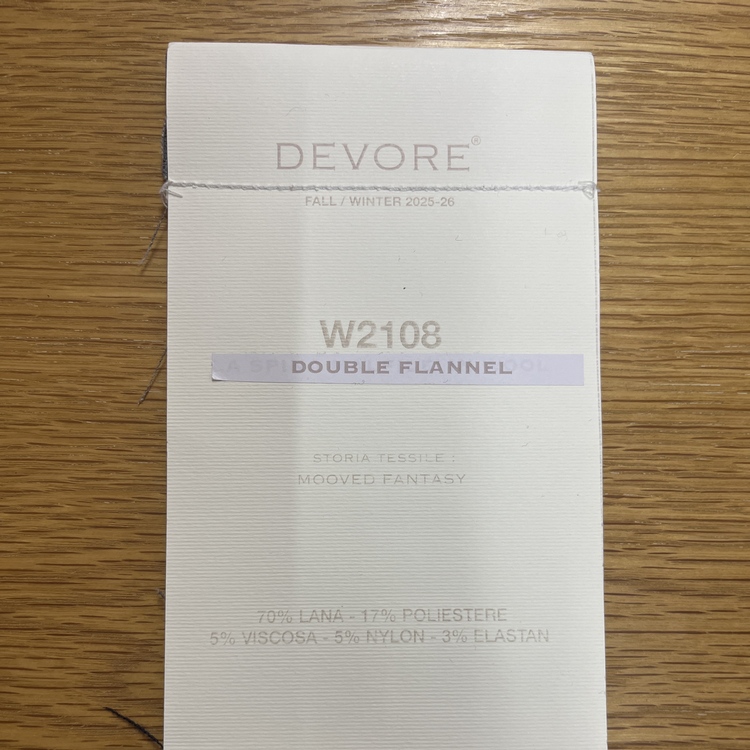 DEVORE®
FALL / WINTER 2025-26
W2108
DOUBLE FLANNEL
STORIA TESSILE :
MOOVED FANTASY
70% LANA - 17% POLIESTERE
5% VISCOSA - 5% NYLON - 3% ELASTAN